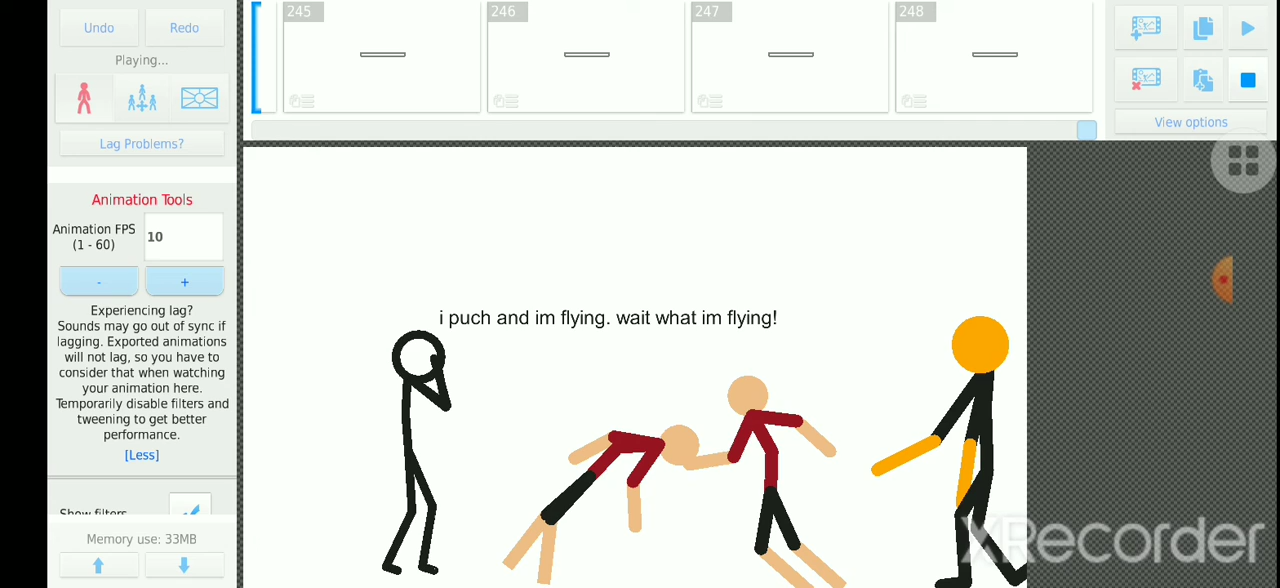 Undo Redo
Playing...
Lag Problems?
Animation Tools
Animation FPS
(1 - 60)
10
- +
Experiencing lag?
Sounds may go out of sync if
lagging. Exported animations
will not lag, so you have to
consider that when watching
your animation here.
Temporarily disable filters and
tweening to get better
performance.
[Less]
Show filters
Memory use: 33MB
245 246 247 248
View options
i puch and im flying. wait what im flying!
XRecorder